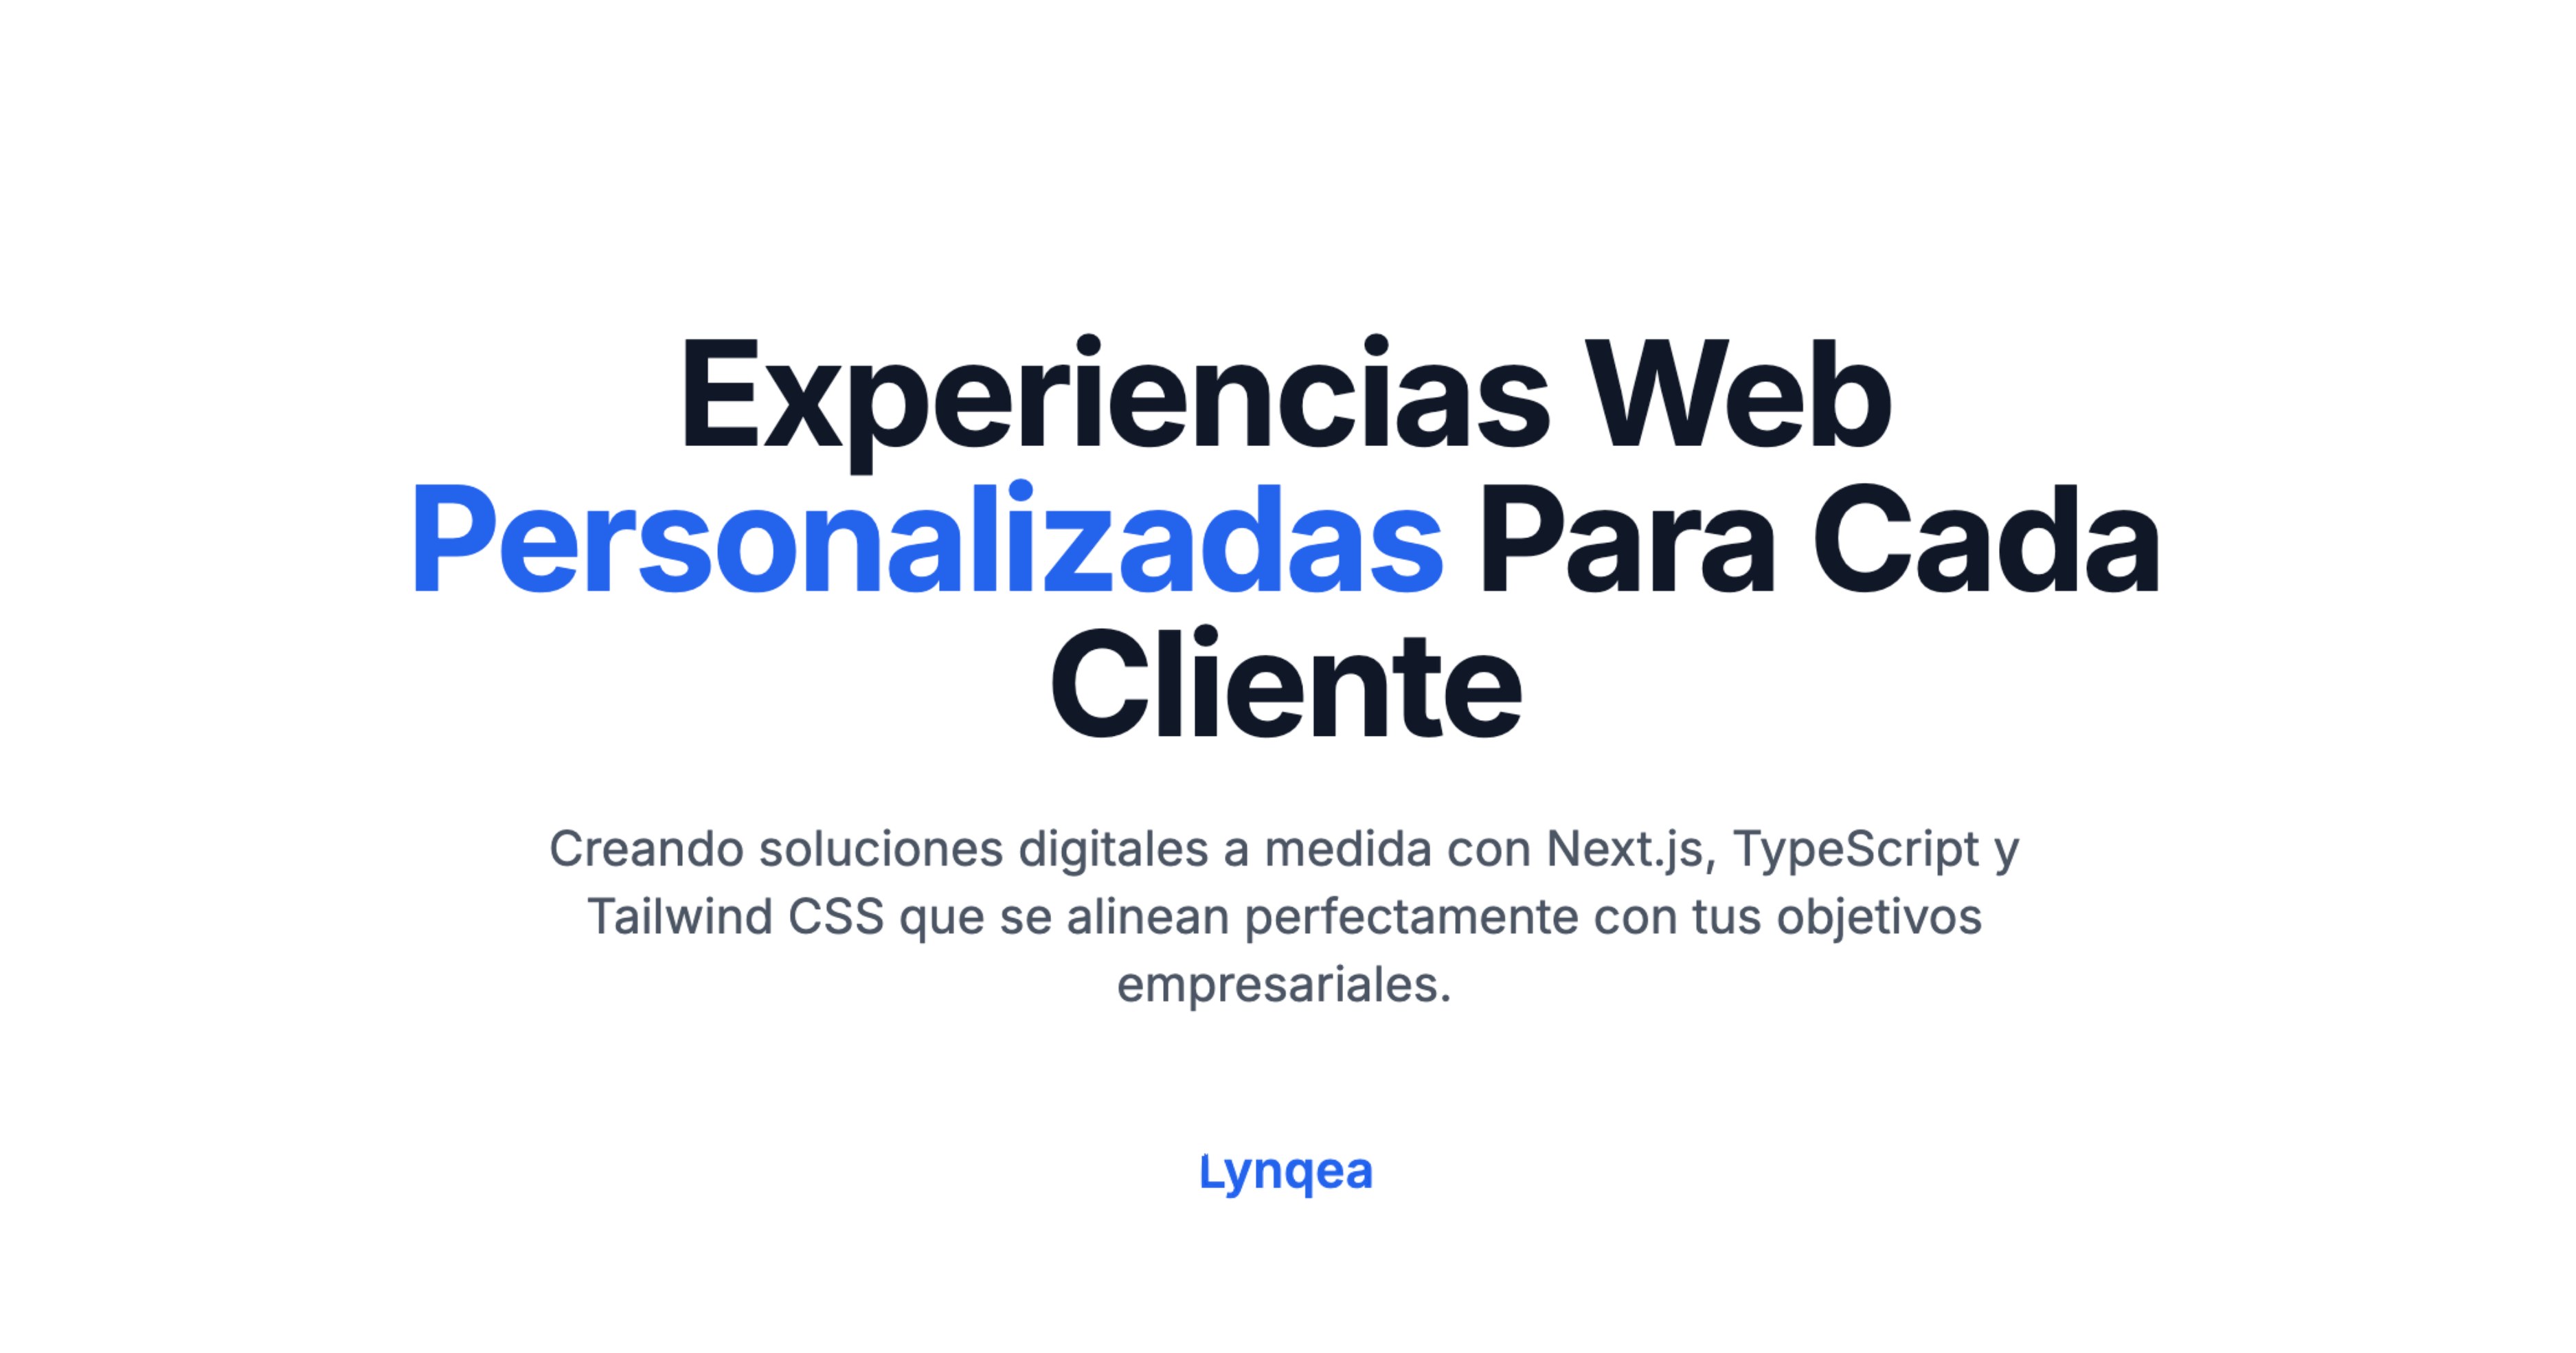 Experiencias Web
Personalizadas Para Cada
Cliente
Creando soluciones digitales a medida con Next.js, TypeScript y
Tailwind CSS que se alinean perfectamente con tus objetivos
empresariales.
Lynqea